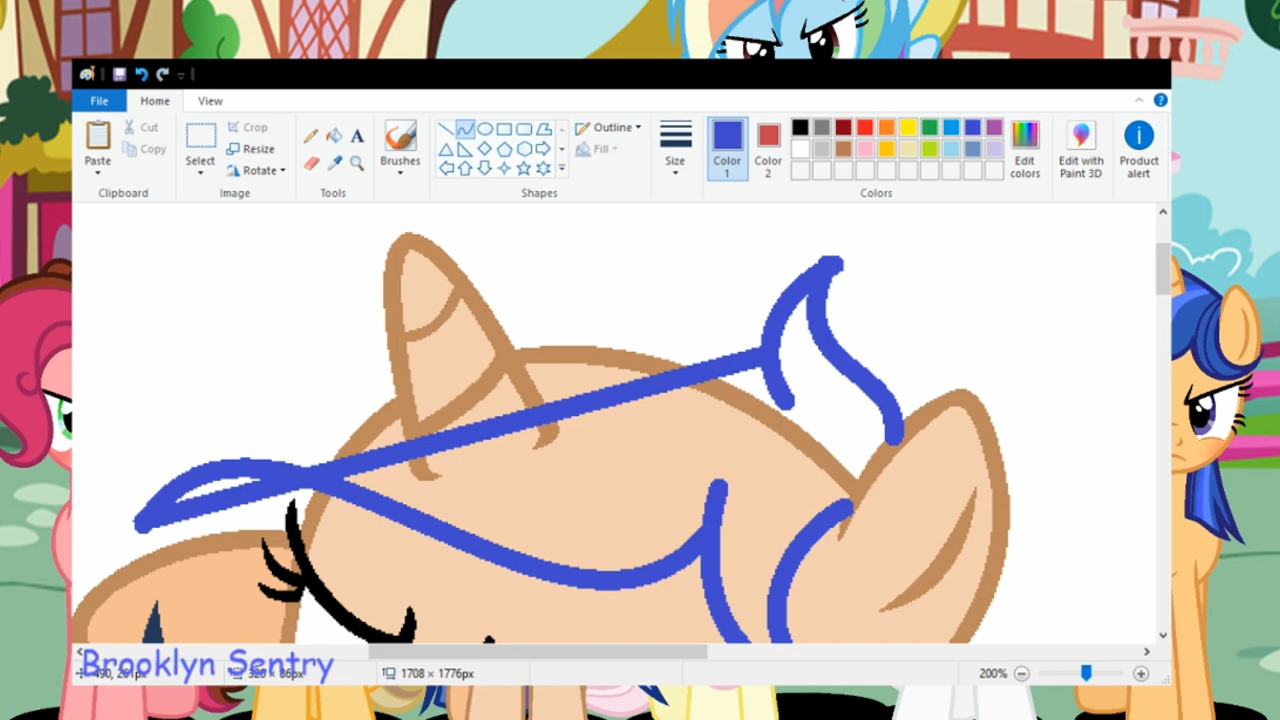 File Home View
Paste
Cut
Copy
Clipboard
Select
Crop
Resize
Rotate
Image
A
Tools
Brushes
Outline
Fill
Shapes
Size
Color
1
Color
2
Edit
colors
Colors
Edit with
Paint 3D
Product
alert
Brooklyn Sentry
1708 × 1776px
200%